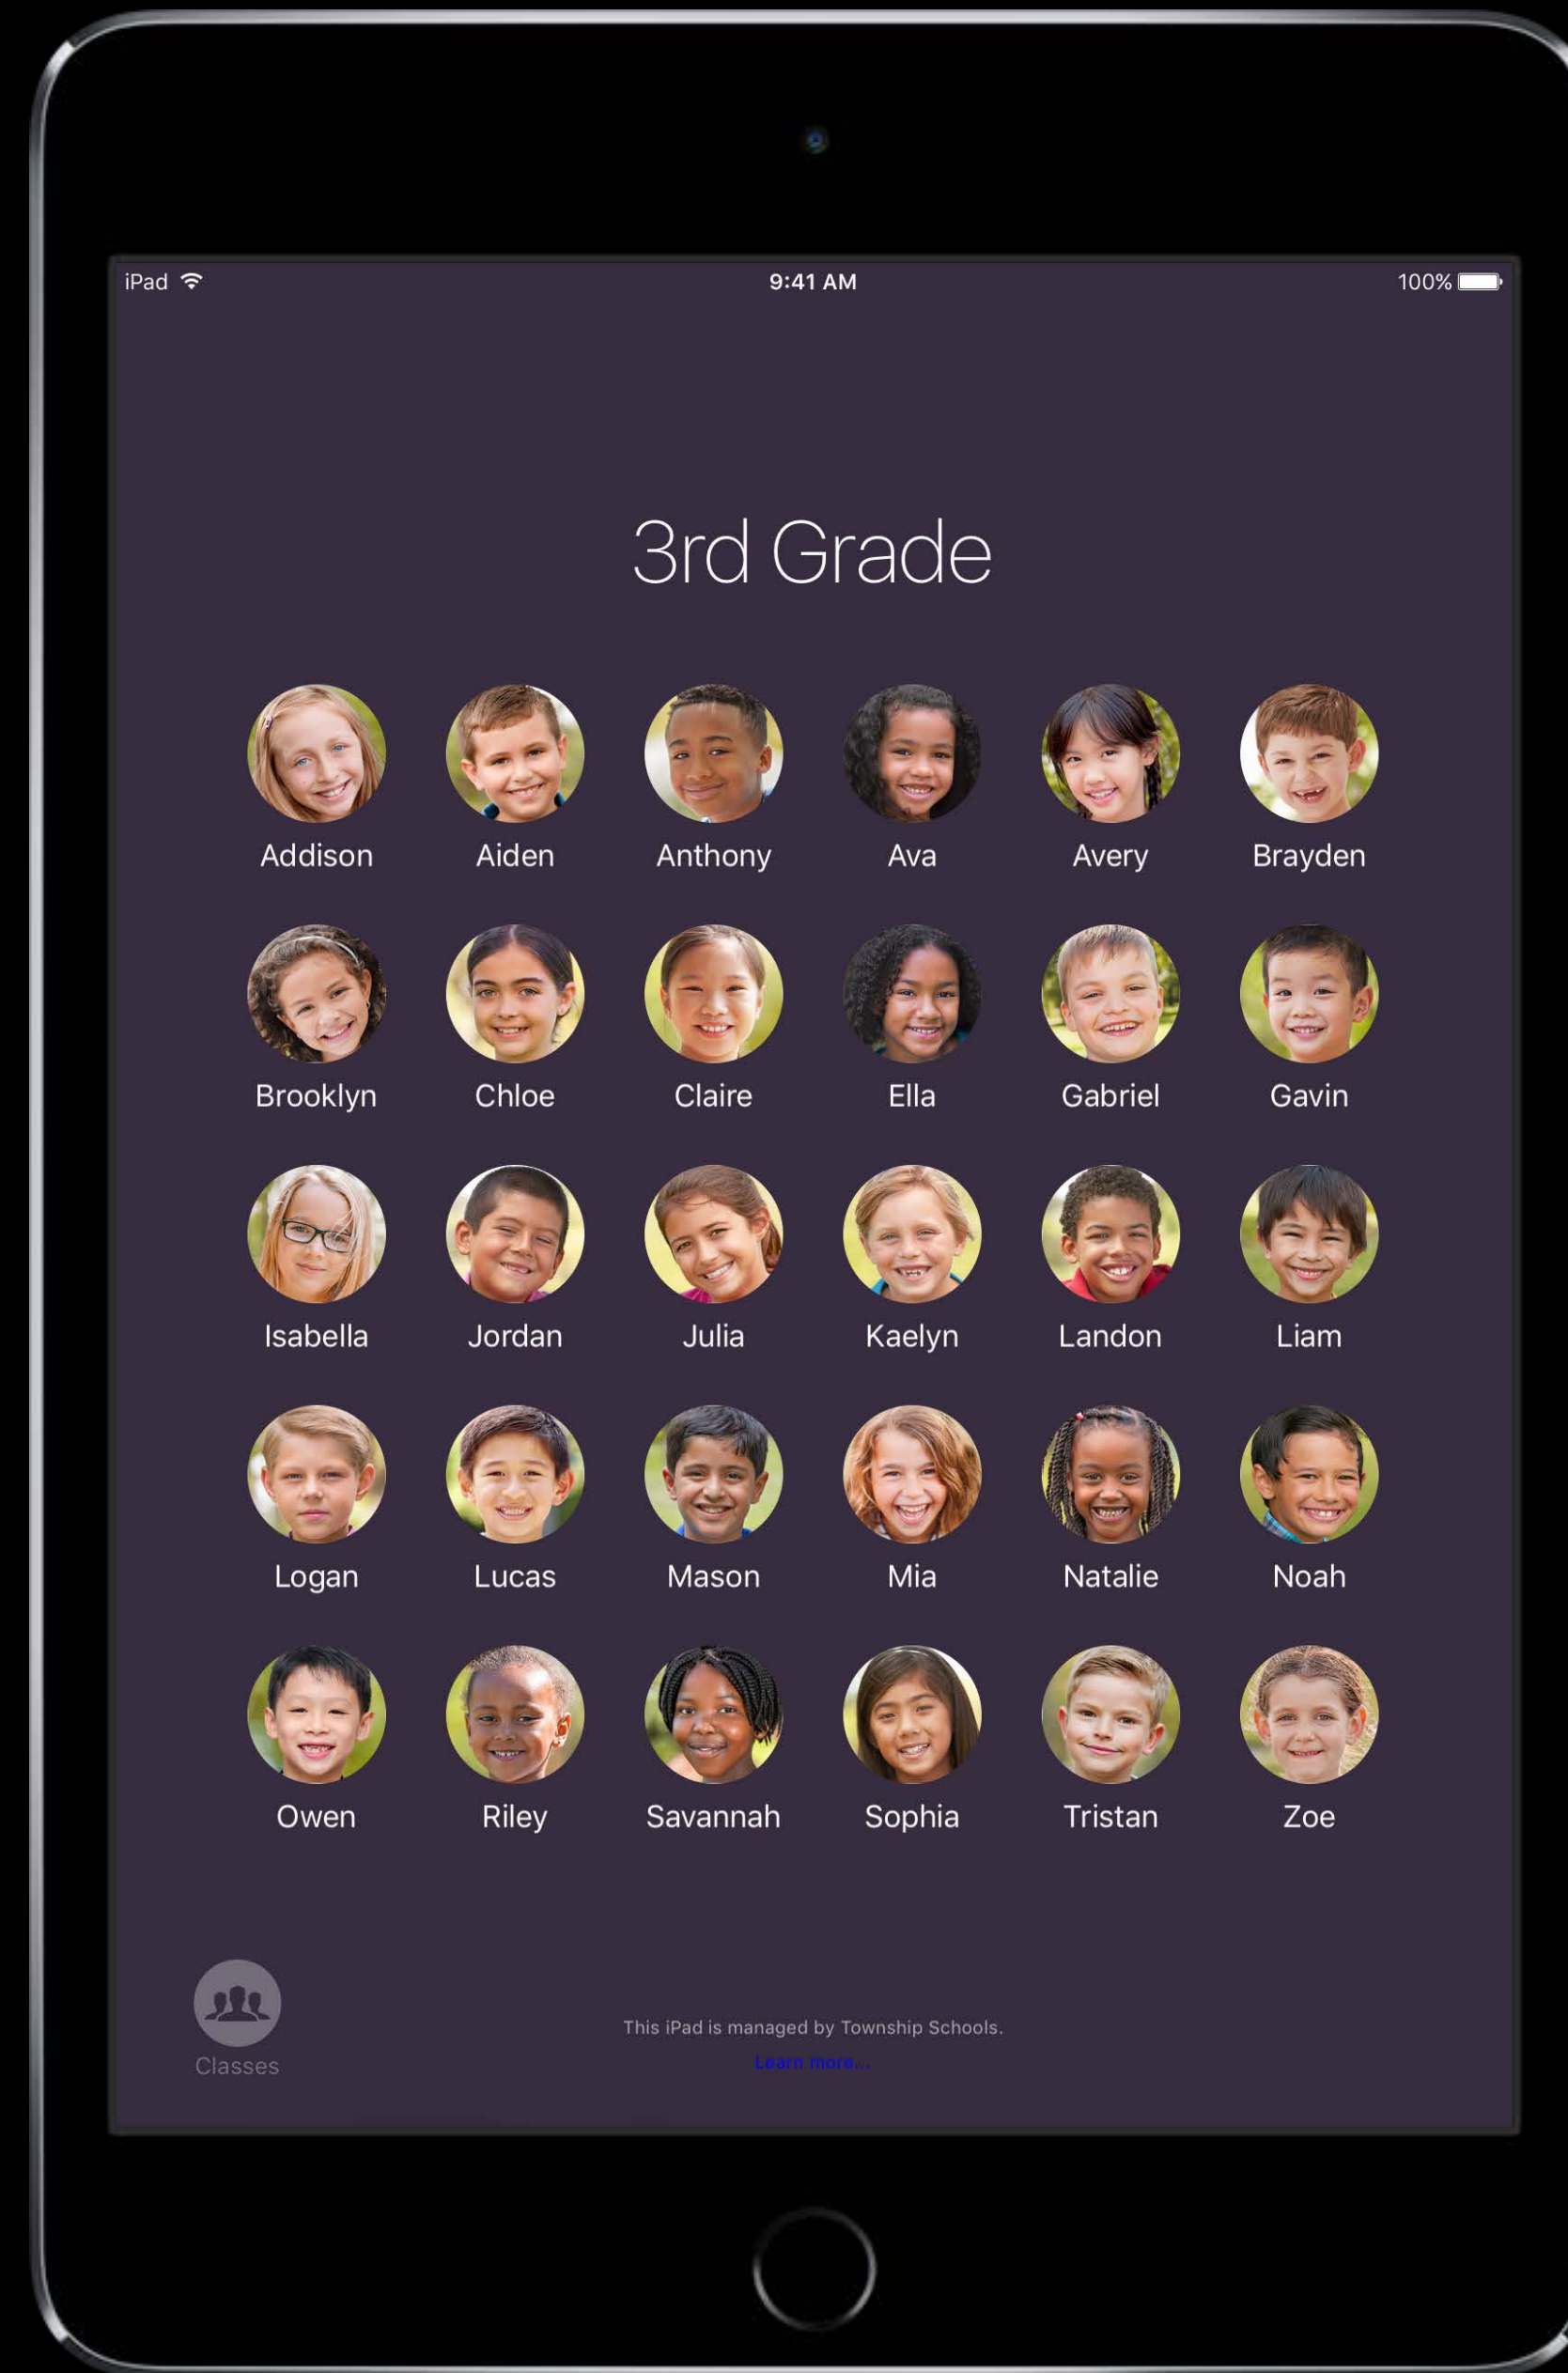 iPad 9:41 AM 100%
3rd Grade
Addison Aiden Anthony Ava Avery Brayden
Brooklyn Chloe Claire Ella Gabriel Gavin
Isabella Jordan Julia Kaelyn Landon Liam
Logan Lucas Mason Mia Natalie Noah
Owen Riley Savannah Sophia Tristan Zoe
This iPad is managed by Township Schools.
Classes Learn more...